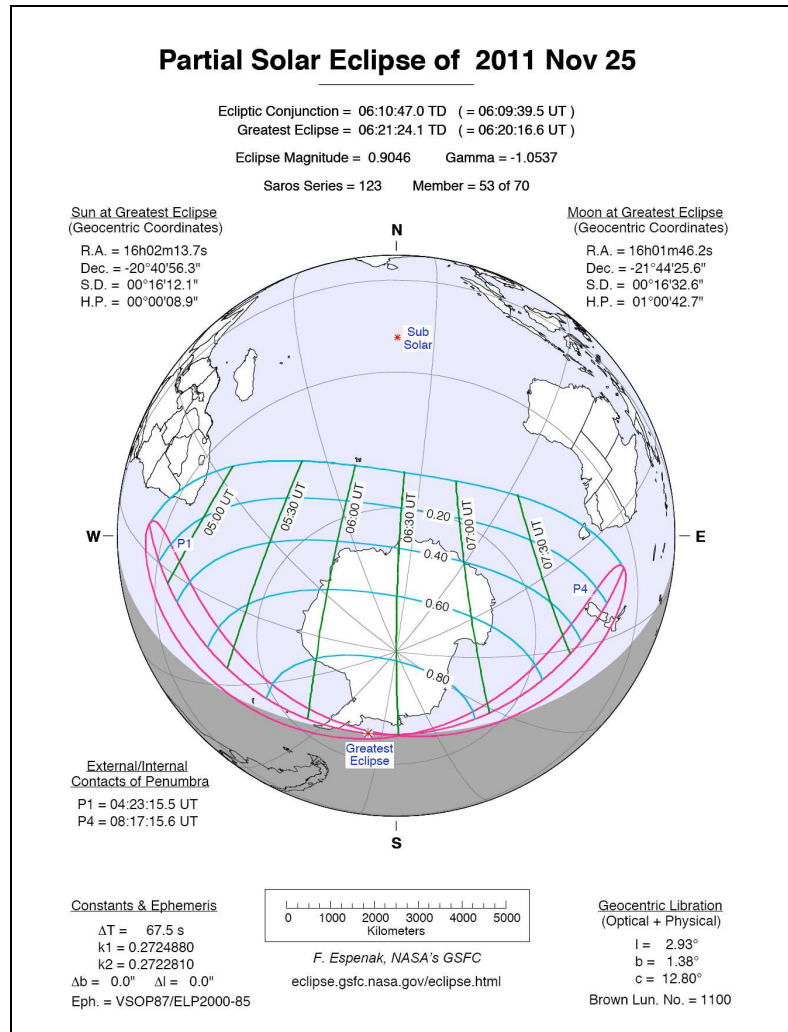 Partial Solar Eclipse of 2011 Nov 25
Ecliptic Conjunction = 06:10:47.0 TD ( = 06:09:39.5 UT )
Greatest Eclipse = 06:21:24.1 TD ( = 06:20:16.6 UT )
Eclipse Magnitude = 0.9046 Gamma = -1.0537
Saros Series = 123 Member = 53 of 70
Sun at Greatest Eclipse
(Geocentric Coordinates)
R.A. = 16h02m13.7s
Dec. = -20°40'56.3"
S.D. = 00°16'12.1"
H.P. = 00°00'08.9"
Moon at Greatest Eclipse
(Geocentric Coordinates)
R.A. = 16h01m46.2s
Dec. = -21°44'25.6"
S.D. = 00°16'32.6"
H.P. = 01°00'42.7"
N
Sub
Solar
W
E
P1
05:00 UT
05:30 UT
06:00 UT
06:30 UT
07:00 UT
07:30 UT
0.20
0.40
0.60
0.80
P4
Greatest
Eclipse
S
External/Internal
Contacts of Penumbra
P1 = 04:23:15.5 UT
P4 = 08:17:15.6 UT
Constants & Ephemeris
ΔT = 67.5 s
k1 = 0.2724880
k2 = 0.2722810
Δb = 0.0" Δl = 0.0"
Eph. = VSOP87/ELP2000-85
0 1000 2000 3000 4000 5000
Kilometers
F. Espenak, NASA's GSFC
eclipse.gsfc.nasa.gov/eclipse.html
Geocentric Libration
(Optical + Physical)
l = 2.93°
b = 1.38°
c = 12.80°
Brown Lun. No. = 1100